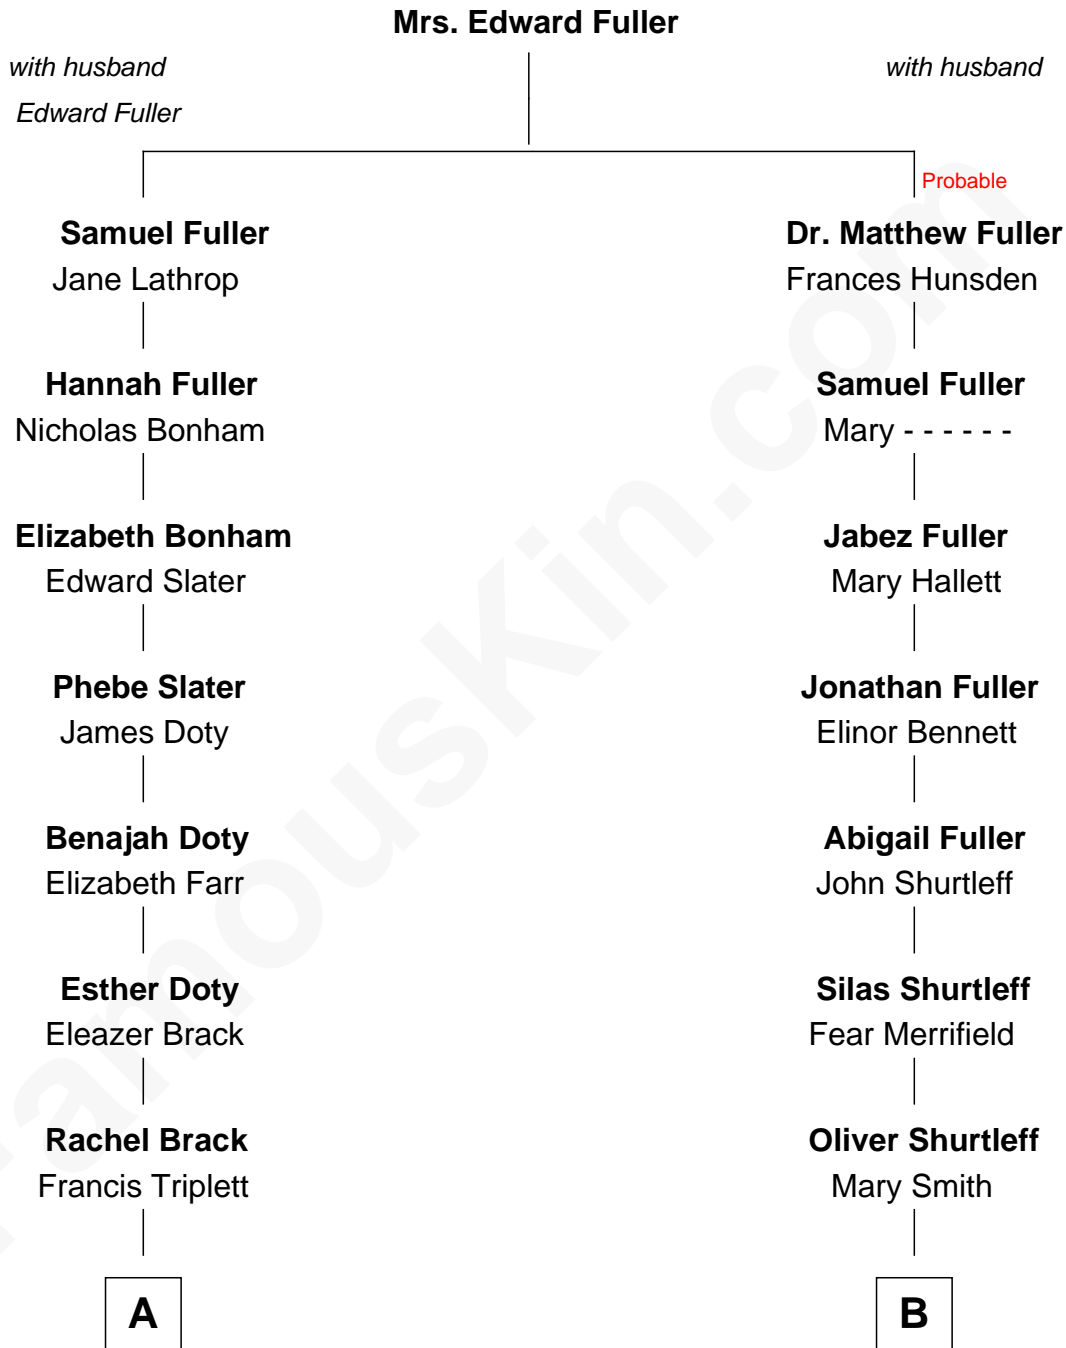 Mrs. Edward Fuller
with husband
Edward Fuller
with husband
Probable
Samuel Fuller
Jane Lathrop
Dr. Matthew Fuller
Frances Hunsden
Hannah Fuller
Nicholas Bonham
Samuel Fuller
Mary - - - - - -
Elizabeth Bonham
Edward Slater
Jabez Fuller
Mary Hallett
Phebe Slater
James Doty
Jonathan Fuller
Elinor Bennett
Benajah Doty
Elizabeth Farr
Abigail Fuller
John Shurtleff
Esther Doty
Eleazer Brack
Silas Shurtleff
Fear Merrifield
Rachel Brack
Francis Triplett
Oliver Shurtleff
Mary Smith
A
B
FamousKin.com